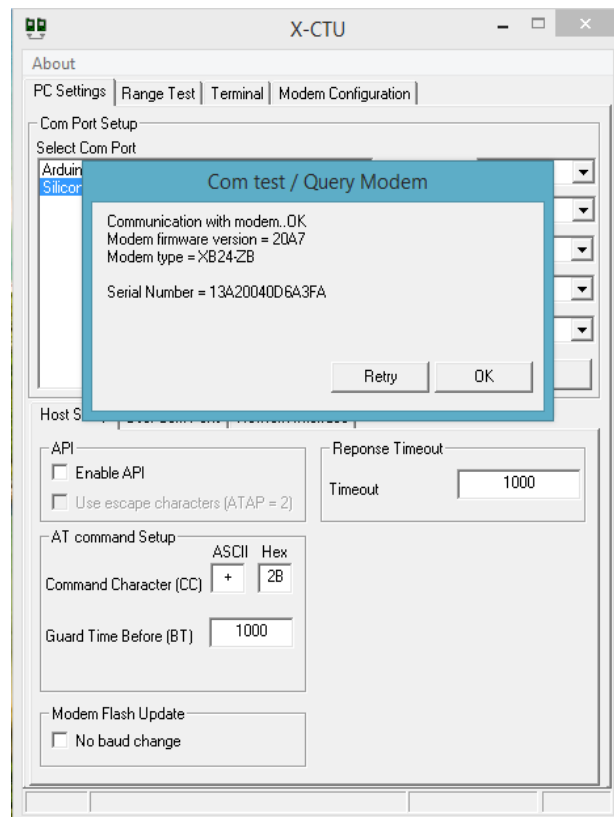 X-CTU
About
PC Settings Range Test Terminal Modem Configuration
Com Port Setup
Select Com Port
Com test / Query Modem
Communication with modem..OK
Modem firmware version = 20A7
Modem type = XB24-ZB
Serial Number = 13A20040D6A3FA
Retry OK
Host
API
Enable API
Use escape characters (ATAP = 2)
Reponse Timeout
Timeout 1000
AT command Setup
ASCII Hex
Command Character (CC) + 2B
Guard Time Before (BT) 1000
Modem Flash Update
No baud change